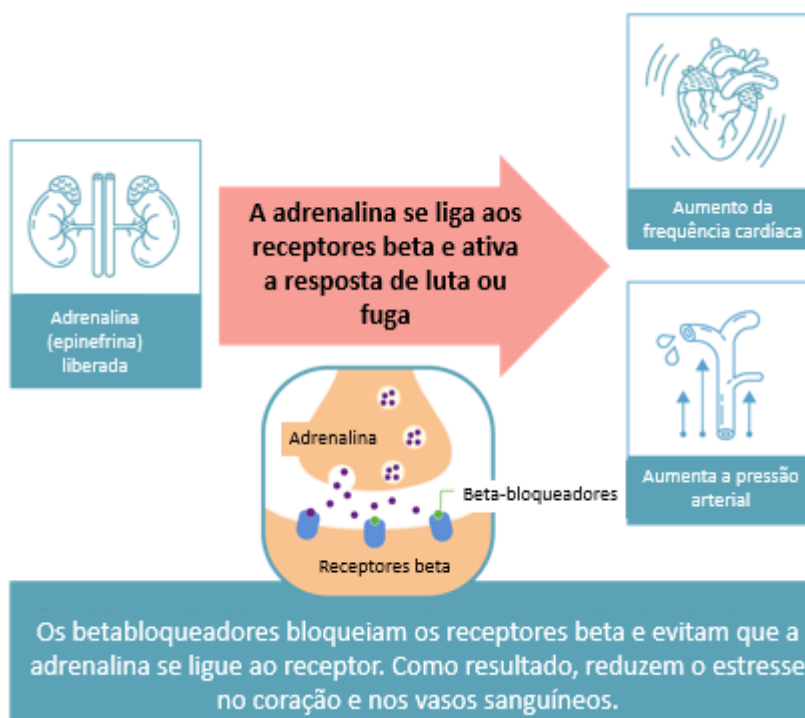 Adrenalina
(epinefrina)
liberada
A adrenalina se liga aos
receptores beta e ativa
a resposta de luta ou
fuga
Aumento da
frequência cardíaca
Aumenta a pressão
arterial
Adrenalina
Beta-bloqueadores
Receptores beta
Os betabloqueadores bloqueiam os receptores beta e evitam que a
adrenalina se ligue ao receptor. Como resultado, reduzem o estresse
no coração e nos vasos sanguíneos.